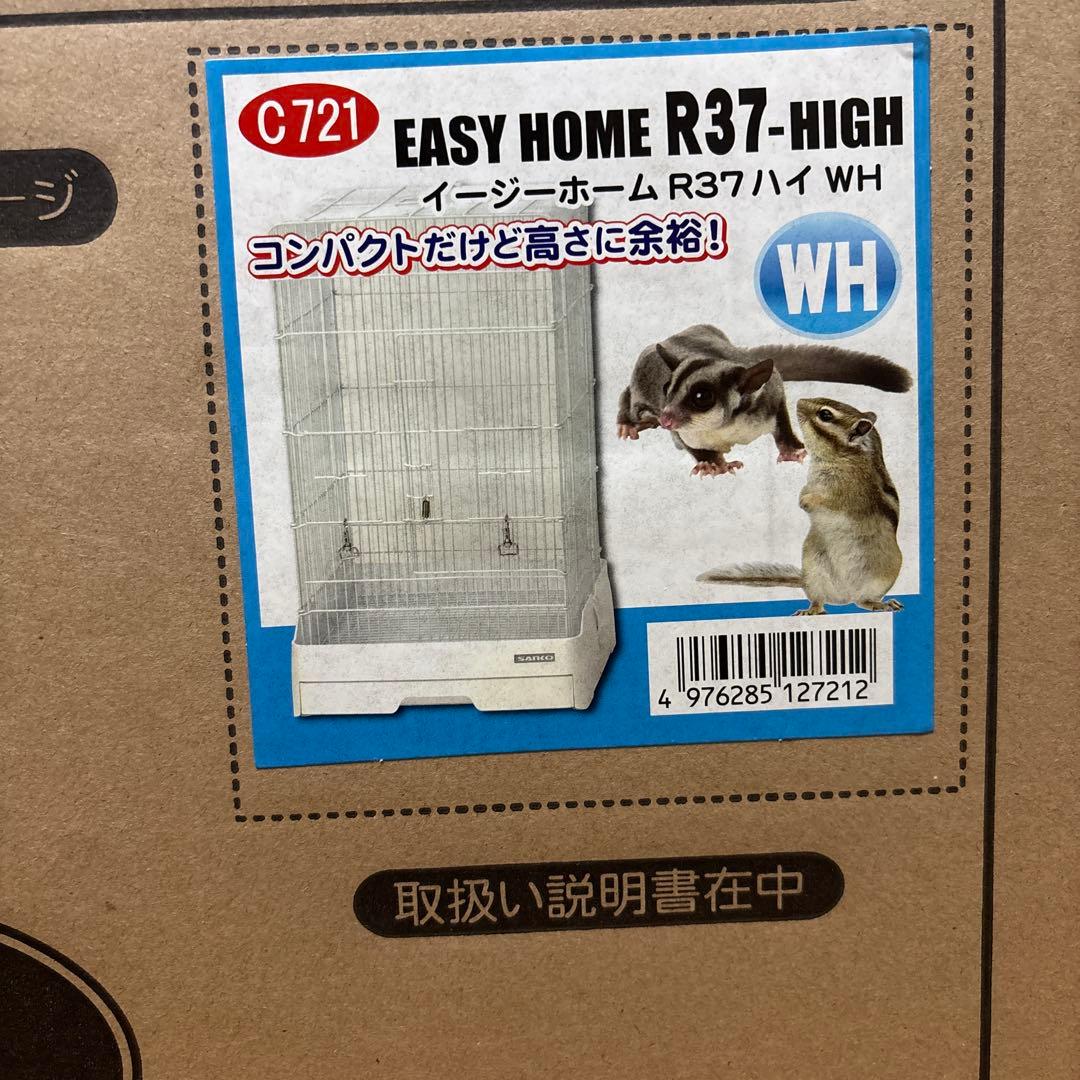 C721
EASY HOME R37-HIGH
イージーホーム R37ハイ WH
コンパクトだけど高さに余裕!
WH
SANKO
4 976285 127212
ージ
取扱い説明書在中